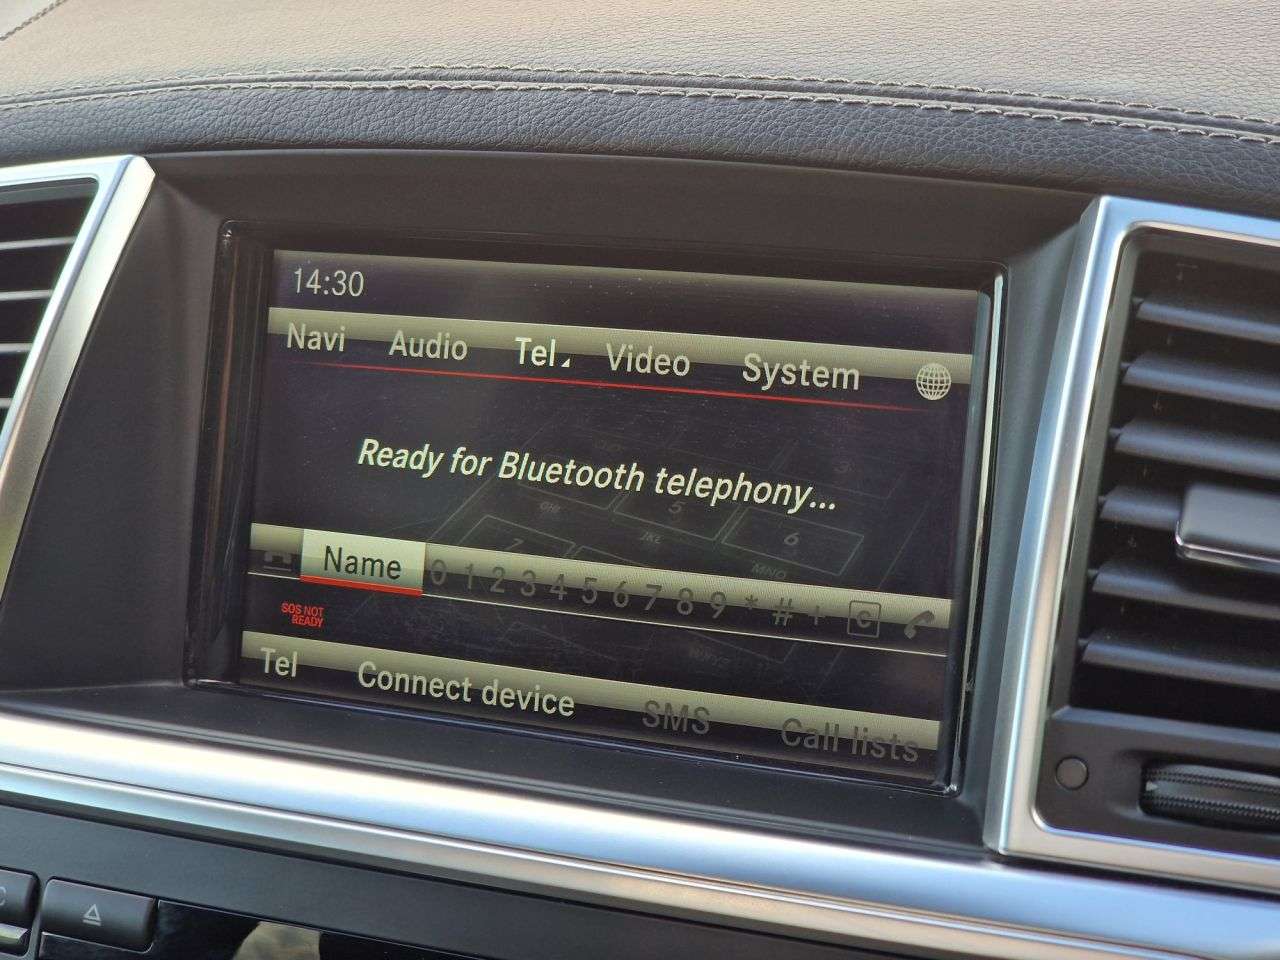 14:30
Navi Audio Tel Video System
Ready for Bluetooth telephony...
Name 0 1 2 3 4 5 6 7 8 9 * # + C
SOS NOT
READY
Tel Connect device SMS Call lists